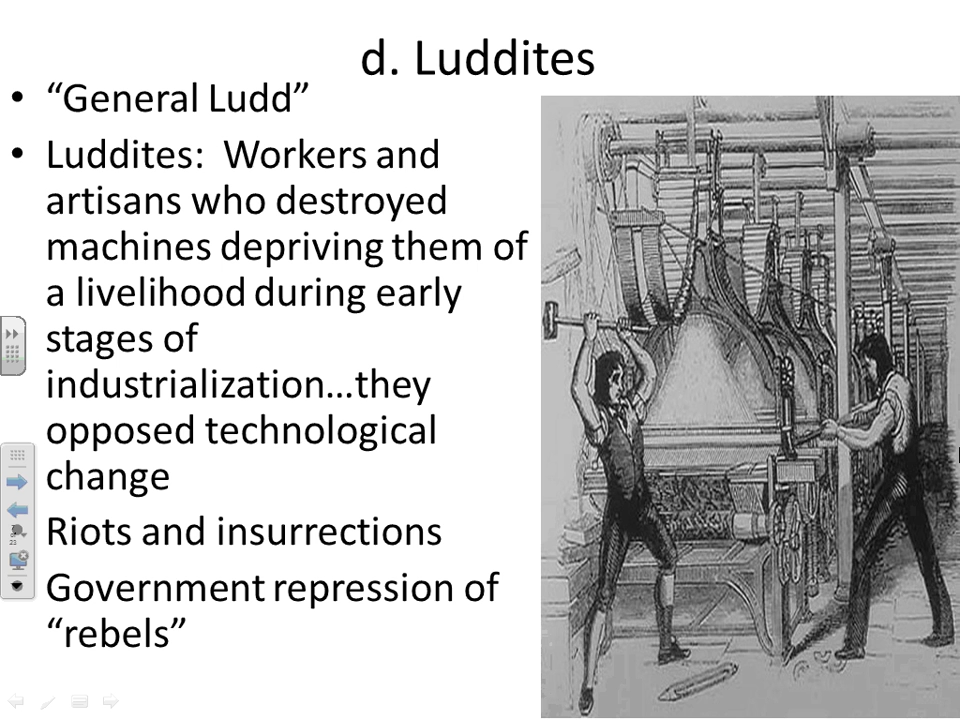 d. Luddites
• “General Ludd”
• Luddites: Workers and
artisans who destroyed
machines depriving them of
a livelihood during early
stages of
industrialization…they
opposed technological
change
Riots and insurrections
Government repression of
“rebels”